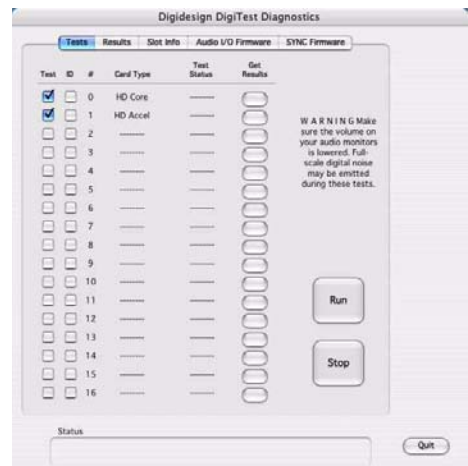 Digidesign DigiTest Diagnostics
Tests Results Slot Info Audio I/O Firmware SYNC Firmware
Test ID # Card Type Test Status Get Results
0 HD Core --------
1 HD Accel --------
2 -------- --------
3 -------- --------
4 -------- --------
5 -------- --------
6 -------- --------
7 -------- --------
8 -------- --------
9 -------- --------
10 -------- --------
11 -------- --------
12 -------- --------
13 -------- --------
14 -------- --------
15 -------- --------
16 -------- --------
W A R N I N G Make
sure the volume on
your audio monitors
is lowered. Full-
scale digital noise
may be emitted
during these tests.
Run
Stop
Status
Quit